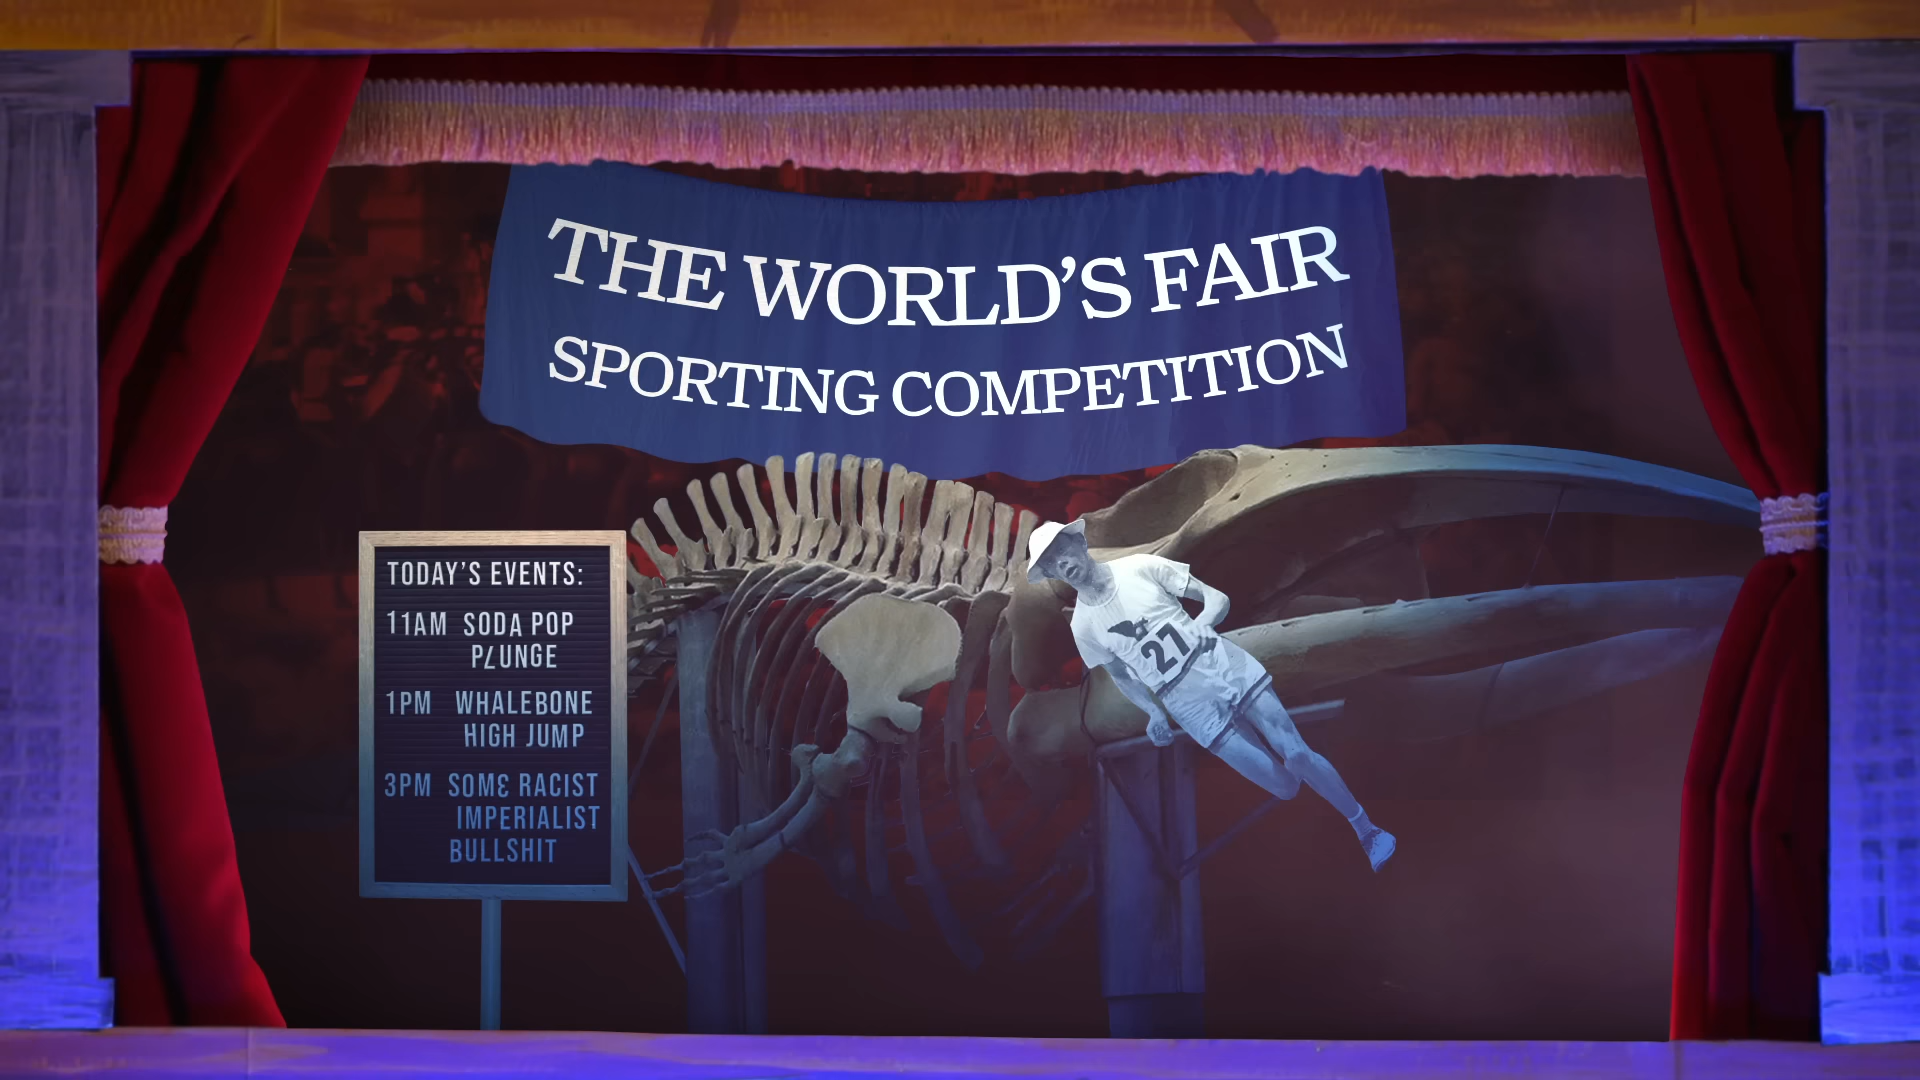 THE WORLD'S FAIR
SPORTING COMPETITION
TODAY'S EVENTS:
11AM SODA POP
PLUNGE
1PM WHALEBONE
HIGH JUMP
3PM SOME RACIST
IMPERIALIST
BULLSHIT
27